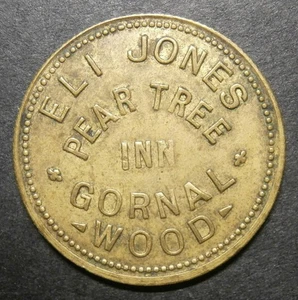 ELI JONES
PEAR TREE
INN
GORNAL
WOOD